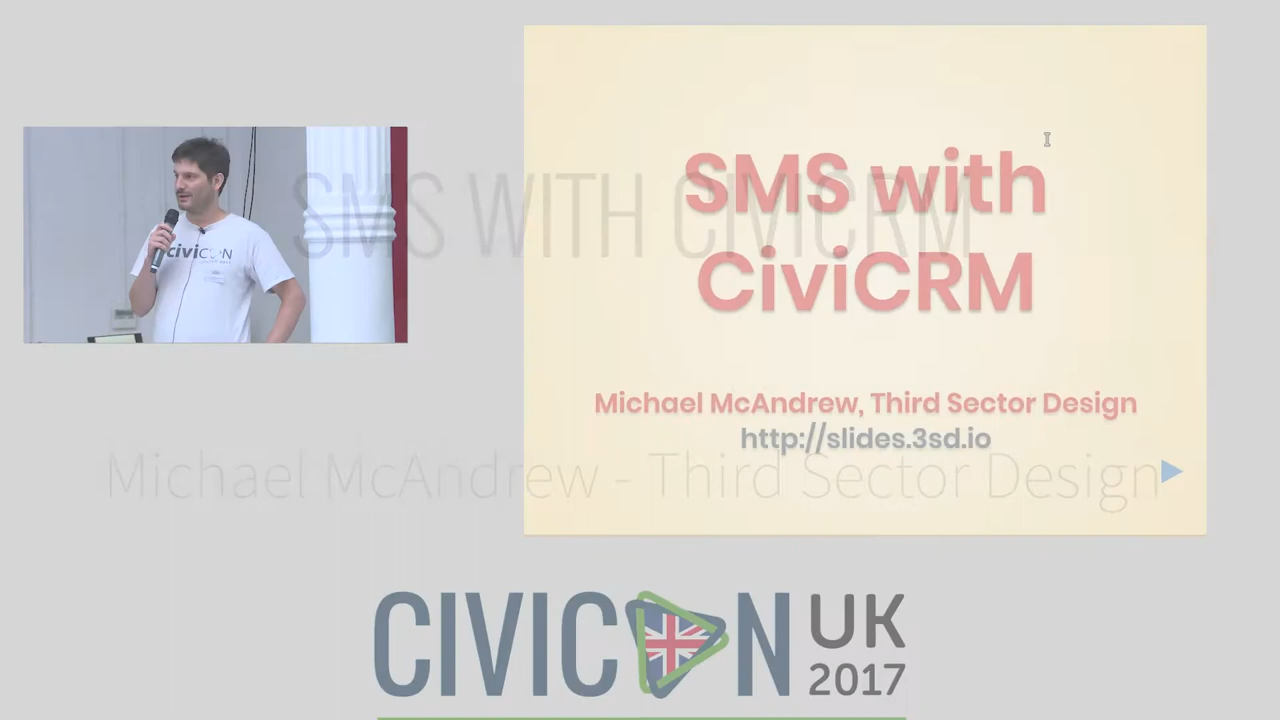 SMS with
CiviCRM
Michael McAndrew, Third Sector Design
http://slides.3sd.io
SMS WITH CIVICRM
Michael McAndrew - Third Sector Design
civiCON
CIVICON UK
2017